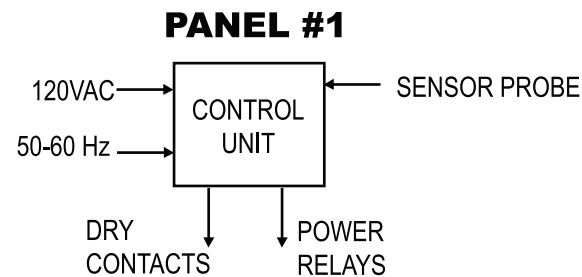 PANEL #1
120VAC
50-60 Hz
CONTROL
UNIT
SENSOR PROBE
DRY
CONTACTS
POWER
RELAYS